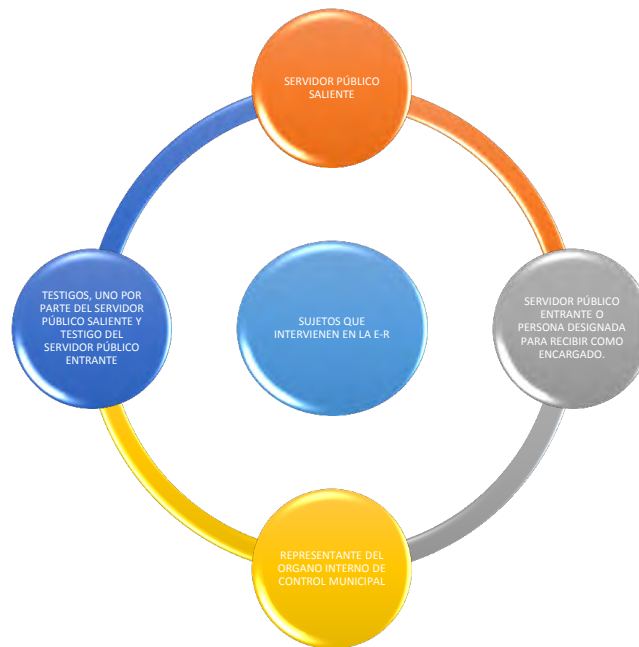 SERVIDOR PÚBLICO
SALIENTE
TESTIGOS, UNO POR
PARTE DEL SERVIDOR
PÚBLICO SALIENTE Y
TESTIGO DEL
SERVIDOR PÚBLICO
ENTRANTE
SUJETOS QUE
INTERVIENEN EN LA E-R
SERVIDOR PÚBLICO
ENTRANTE O
PERSONA DESIGNADA
PARA RECIBIR COMO
ENCARGADO.
REPRESENTANTE DEL
ORGANO INTERNO DE
CONTROL MUNICIPAL